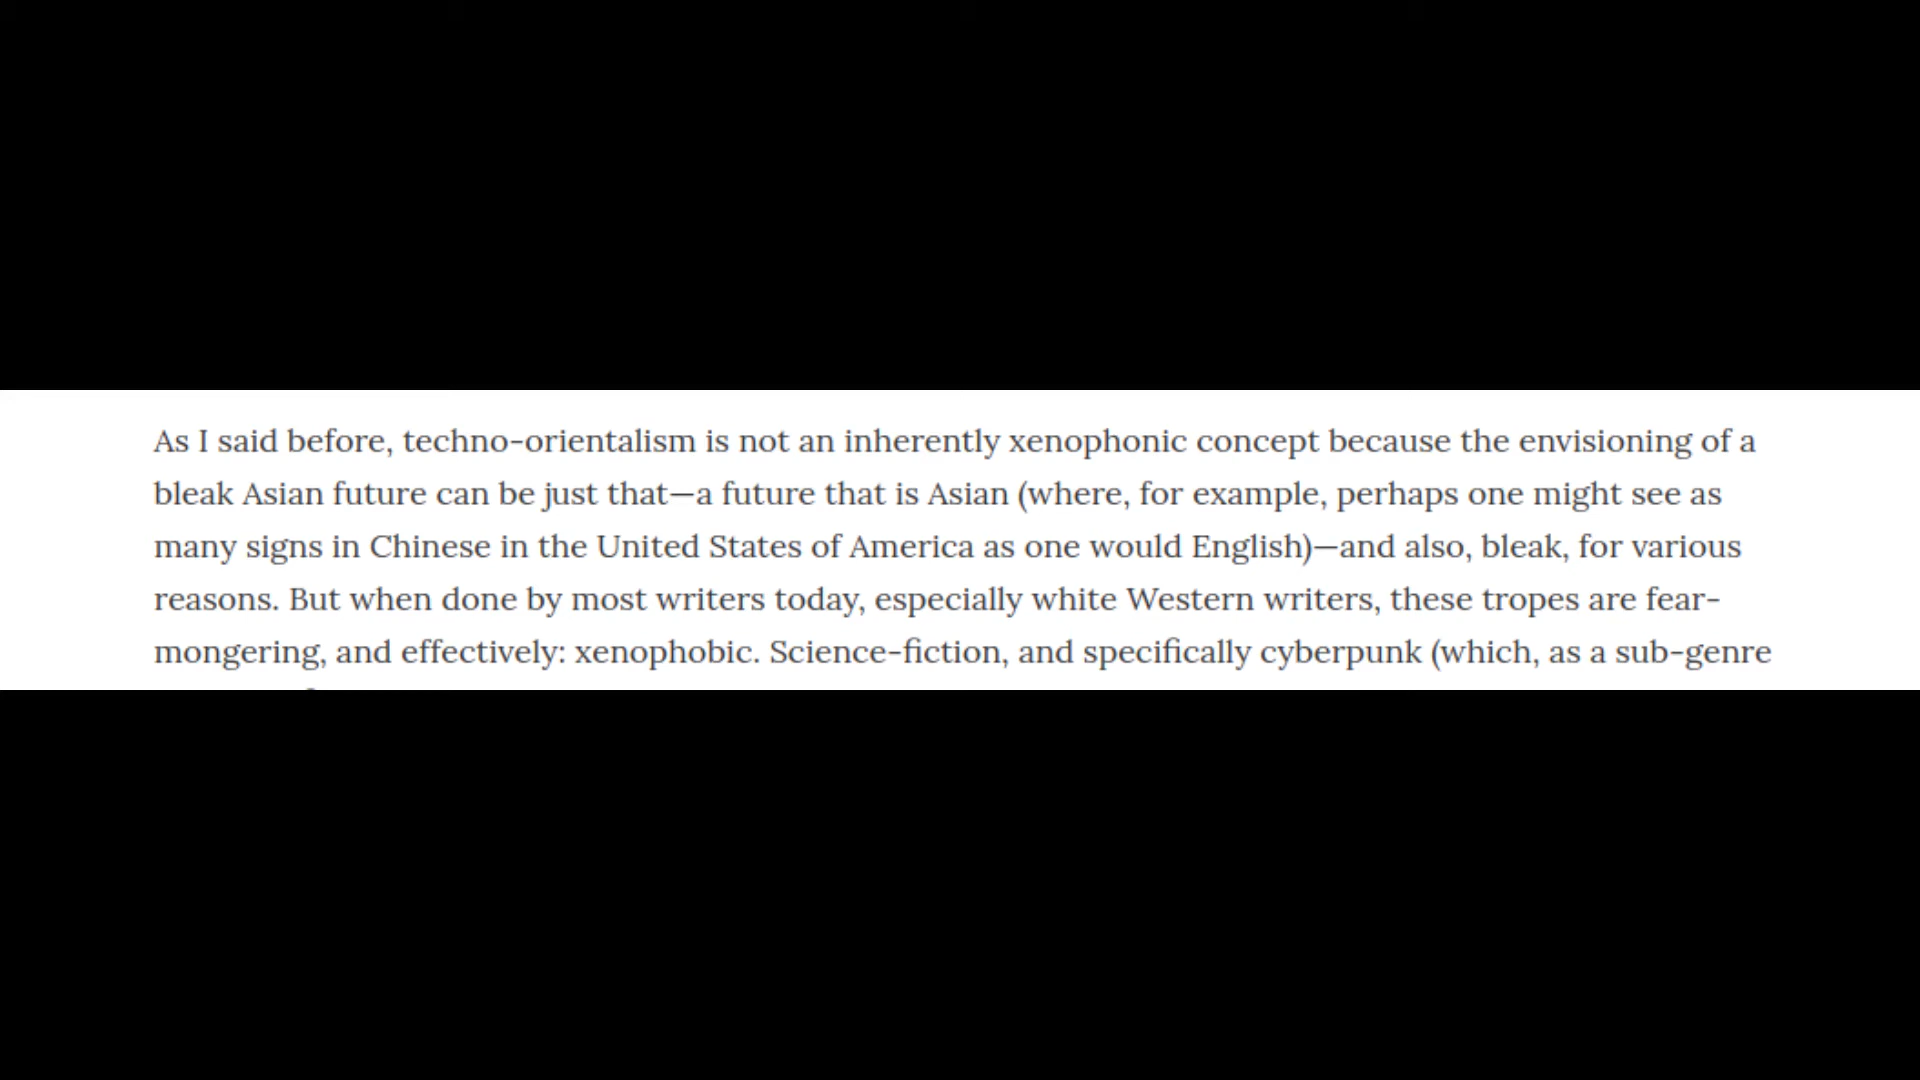 As I said before, techno-orientalism is not an inherently xenophonic concept because the envisioning of a
bleak Asian future can be just that—a future that is Asian (where, for example, perhaps one might see as
many signs in Chinese in the United States of America as one would English)—and also, bleak, for various
reasons. But when done by most writers today, especially white Western writers, these tropes are fear-
mongering, and effectively: xenophobic. Science-fiction, and specifically cyberpunk (which, as a sub-genre